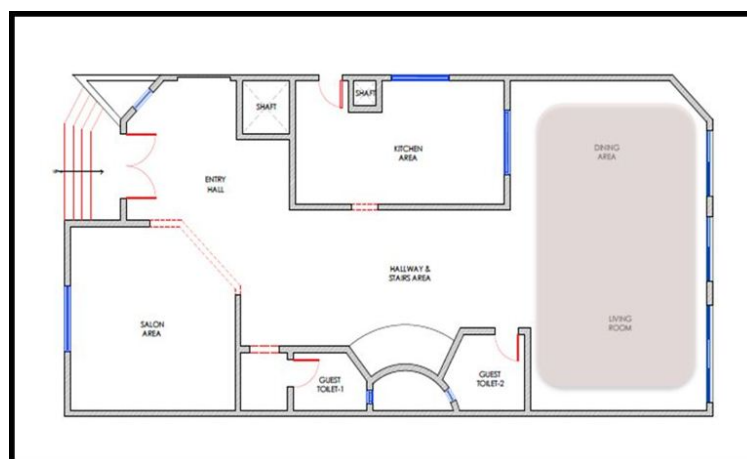 SHAFT
SHAFT
KITCHEN
AREA
DINING
AREA
ENTRY
HALL
HALLWAY &
STAIRS AREA
SALON
AREA
LIVING
ROOM
GUEST
TOILET-1
GUEST
TOILET-2